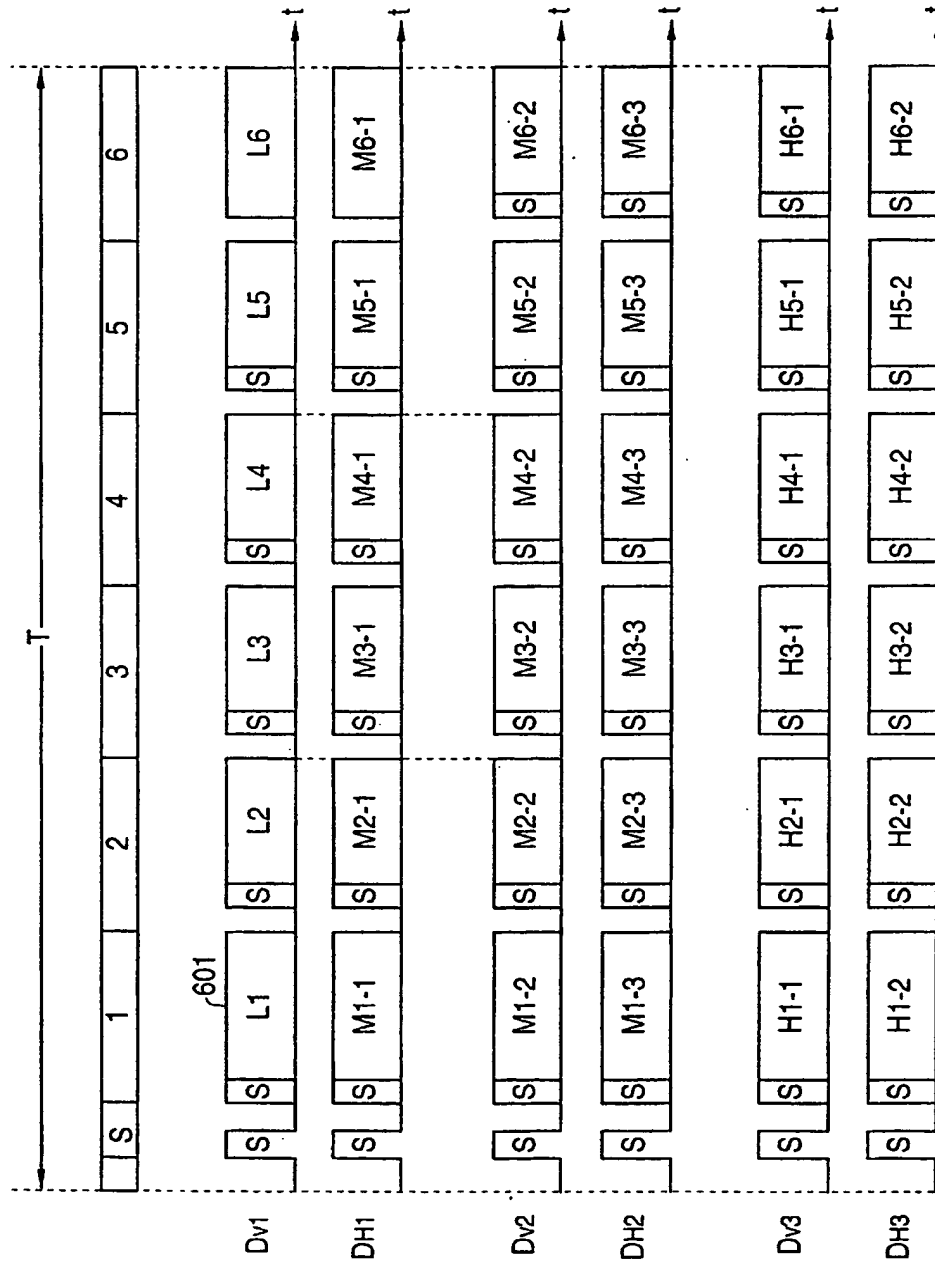 T
S 1 2 3 4 5 6
601
Dv1 S S L1 S L2 S L3 S L4 S L5 L6 t
DH1 S S M1-1 S M2-1 S M3-1 S M4-1 S M5-1 M6-1 t
Dv2 S S M1-2 S M2-2 S M3-2 S M4-2 S M5-2 S M6-2 t
DH2 S S M1-3 S M2-3 S M3-3 S M4-3 S M5-3 S M6-3 t
Dv3 S S H1-1 S H2-1 S H3-1 S H4-1 S H5-1 S H6-1 t
DH3 S S H1-2 S H2-2 S H3-2 S H4-2 S H5-2 S H6-2 t